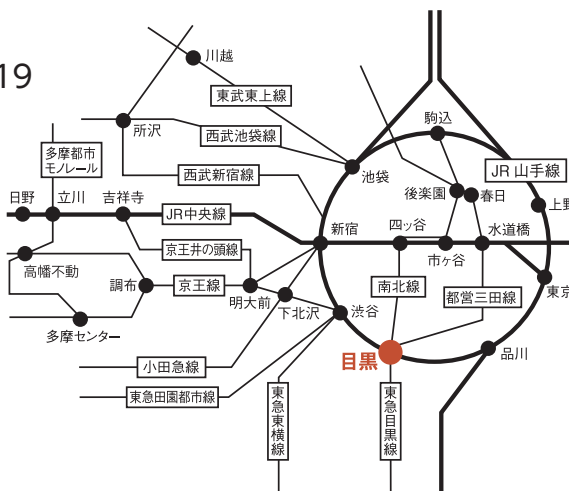 19
川越
東武東上線
駒込
所沢
西武池袋線
多摩都市
モノレール
池袋
JR 山手線
西武新宿線
後楽園
春日
上野
日野
立川
吉祥寺
JR中央線
新宿
四ッ谷
水道橋
京王井の頭線
市ヶ谷
高幡不動
調布
京王線
明大前
下北沢
渋谷
南北線
都営三田線
東京
多摩センター
目黒
品川
小田急線
東急田園都市線
東急東横線
東急目黒線